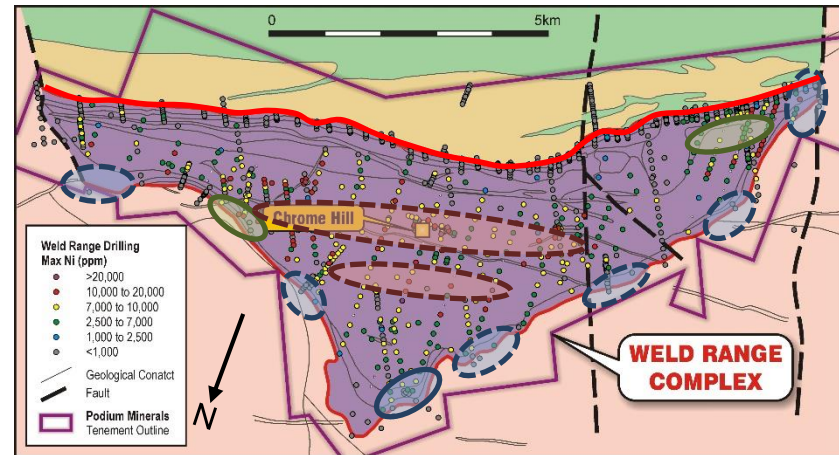 0 5km
Chrome Hill
Weld Range Drilling
Max Ni (ppm)
>20,000
10,000 to 20,000
7,000 to 10,000
2,500 to 7,000
1,000 to 2,500
<1,000
Geological Conatct
Fault
Podium Minerals
Tenement Outline
N
WELD RANGE
COMPLEX